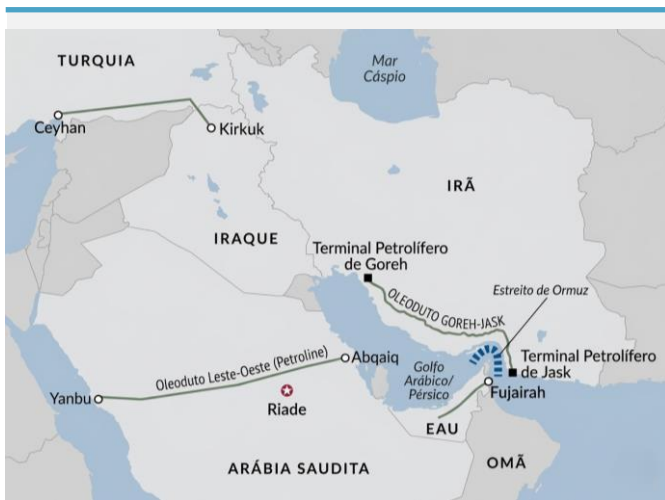 TURQUIA
Mar
Cáspio
Ceyhan
Kirkuk
IRÃ
IRAQUE
Terminal Petrolífero
de Goreh
Estreito de Ormuz
OLEODUTO GOREH-JASK
Oleoduto Leste-Oeste (Petroline)
Abqaiq
Golfo
Arábico/
Pérsico
Terminal Petrolífero
de Jask
Fujairah
Yanbu
Riade
EAU
ARÁBIA SAUDITA
OMÃ